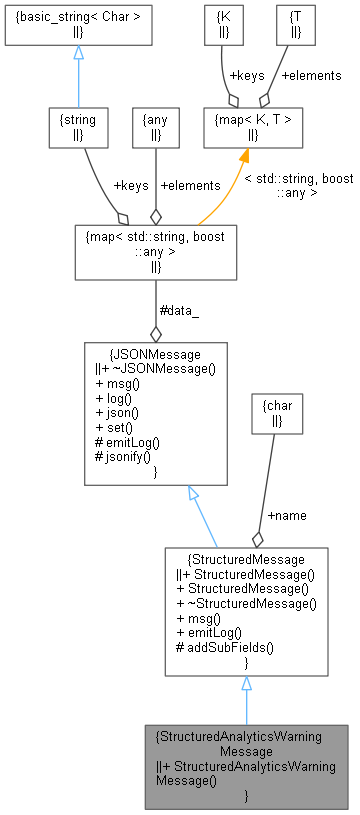 {basic_string< Char >
||}
{K
||}
{T
||}
+keys
+elements
{string
||}
{any
||}
{map< K, T >
||}
+keys
+elements
< std::string, boost
::any >
{map< std::string, boost
::any >
||}
#data_
{JSONMessage
||+ ~JSONMessage()
+ msg()
+ log()
+ json()
+ set()
# emitLog()
# jsonify()
}
{char
||}
+name
{StructuredMessage
||+ StructuredMessage()
+ StructuredMessage()
+ ~StructuredMessage()
+ msg()
+ emitLog()
# addSubFields()
}
{StructuredAnalyticsWarning
Message
||+ StructuredAnalyticsWarning
Message()
}